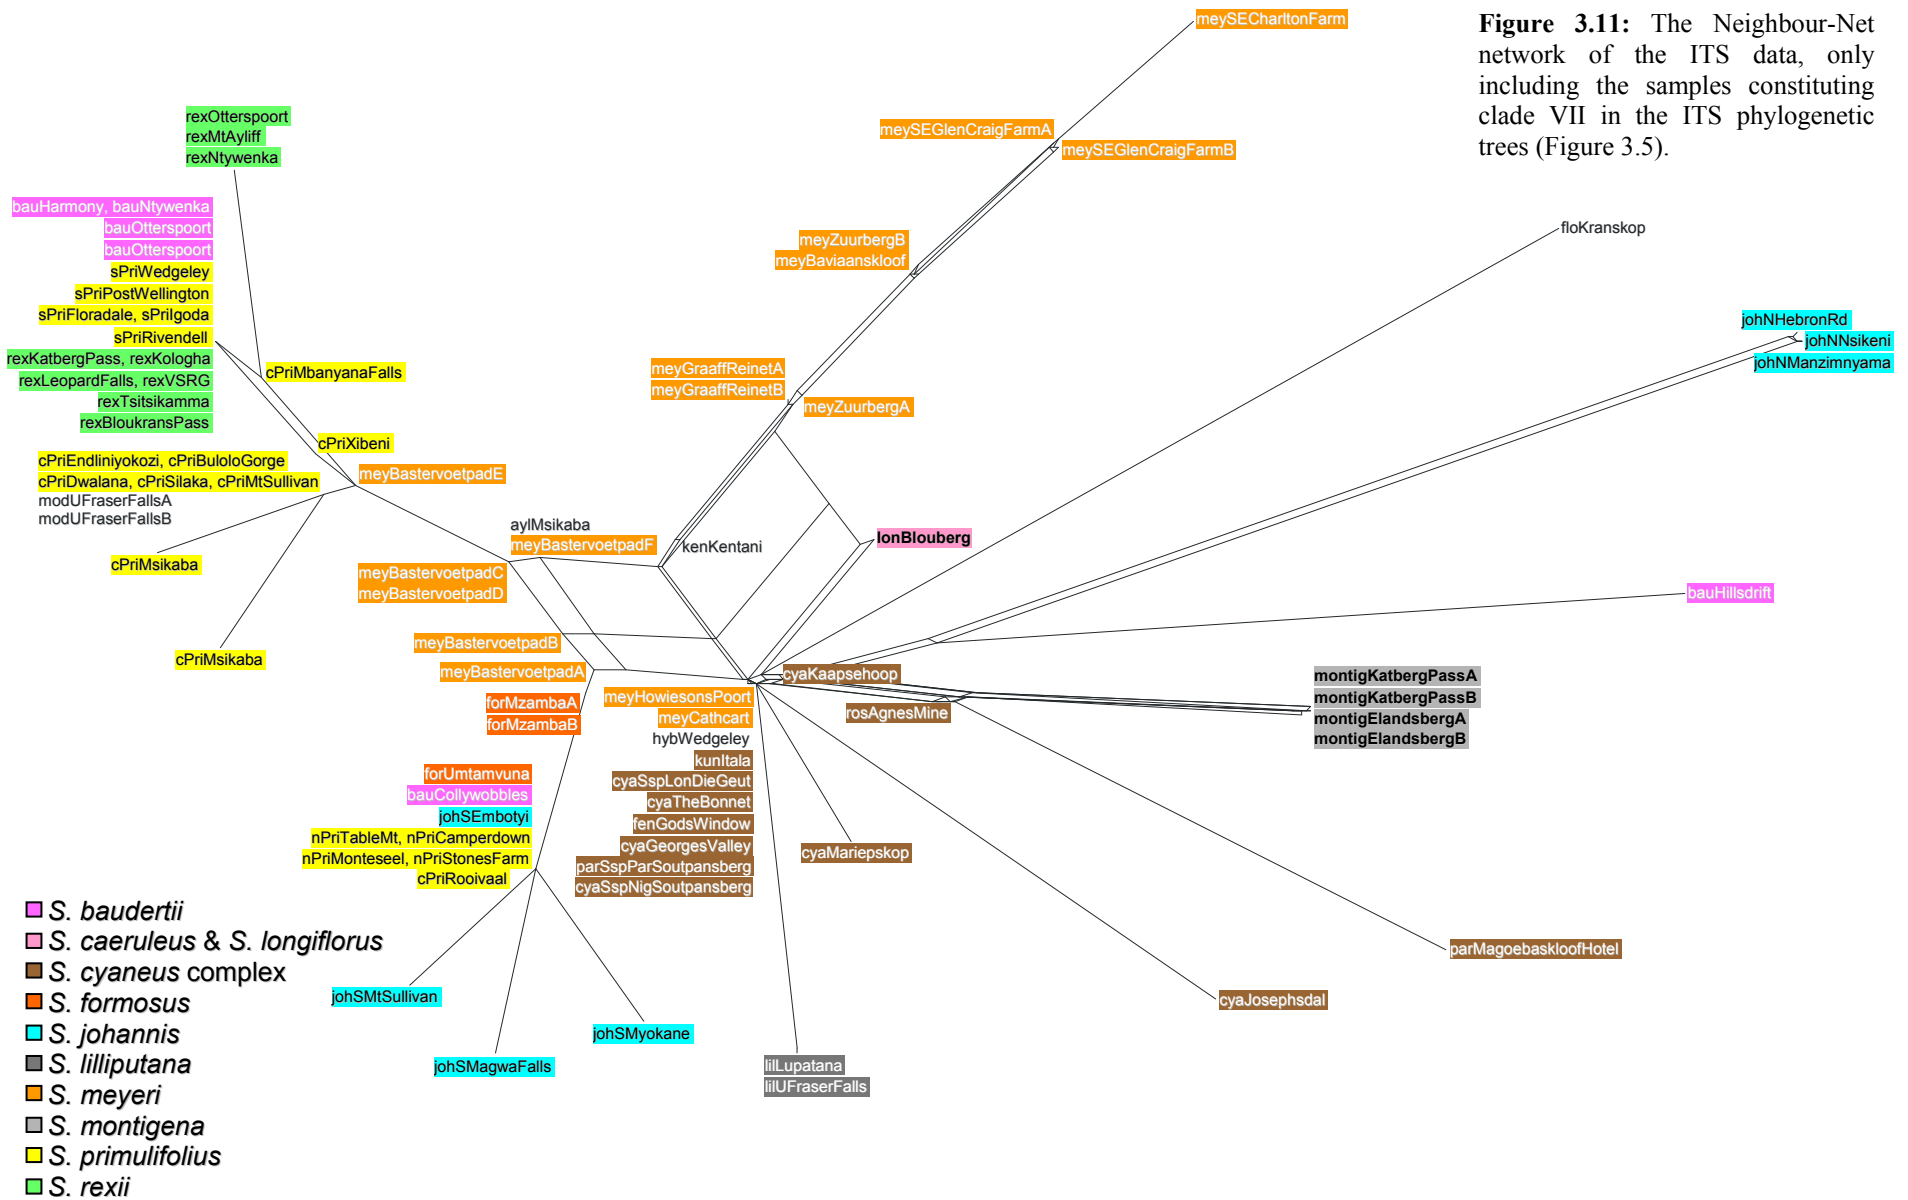 meySECharltonFarm
Figure 3.11: The Neighbour-Net
network of the ITS data, only
including the samples constituting
clade VII in the ITS phylogenetic
trees (Figure 3.5).
rexOtterspoort
rexMtAyliff
rexNtywenka
meySEGlenCraigFarmA
meySEGlenCraigFarmB
bauHarmony, bauNtywenka
bauOtterspoort
bauOtterspoort
sPriWedgeley
sPriPostWellington
sPriFloradale, sPriIgoda
sPriRivendell
rexKatbergPass, rexKologha
rexLeopardFalls, rexVSRG
rexTsitsikamma
rexBloukransPass
cPriMbanyanaFalls
meyZuurbergB
meyBaviaanskloof
floKranskop
johNHebronRd
johNNsikeni
johNManzimnyama
meyGraaffReinetA
meyGraaffReinetB
meyZuurbergA
cPriXibeni
cPriEndliniyokozi, cPriBuloloGorge
cPriDwalana, cPriSilaka, cPriMtSullivan
modUFraserFallsA
modUFraserFallsB
meyBastervoetpadE
cPriMsikaba
cPriMsikaba
aylMsikaba
meyBastervoetpadF
kenKentani
lonBlouberg
meyBastervoetpadC
meyBastervoetpadD
bauHillsdrift
meyBastervoetpadB
meyBastervoetpadA
forMzambaA
forMzambaB
cyaKaapsehoop
rosAgnesMine
montigKatbergPassA
montigKatbergPassB
montigElandsbergA
montigElandsbergB
meyHowiesonsPoort
meyCathcart
hybWedgeley
kunItala
cyaSspLonDieGeut
cyaTheBonnet
fenGodsWindow
cyaGeorgesValley
parSspParSoutpansberg
cyaSspNigSoutpansberg
forUmtamvuna
bauCollywobbles
johSEmbotyi
nPriTableMt, nPriCamperdown
nPriMonteseel, nPriStonesFarm
cPriRooivaal
cyaMariepskop
parMagoebaskloofHotel
cyaJosephsdal
johSMtSullivan
johSMyokane
johSMagwaFalls
lilLupatana
lilUFraserFalls
S. baudertii
S. caeruleus & S. longiflorus
S. cyaneus complex
S. formosus
S. johannis
S. lilliputana
S. meyeri
S. montigena
S. primulifolius
S. rexii